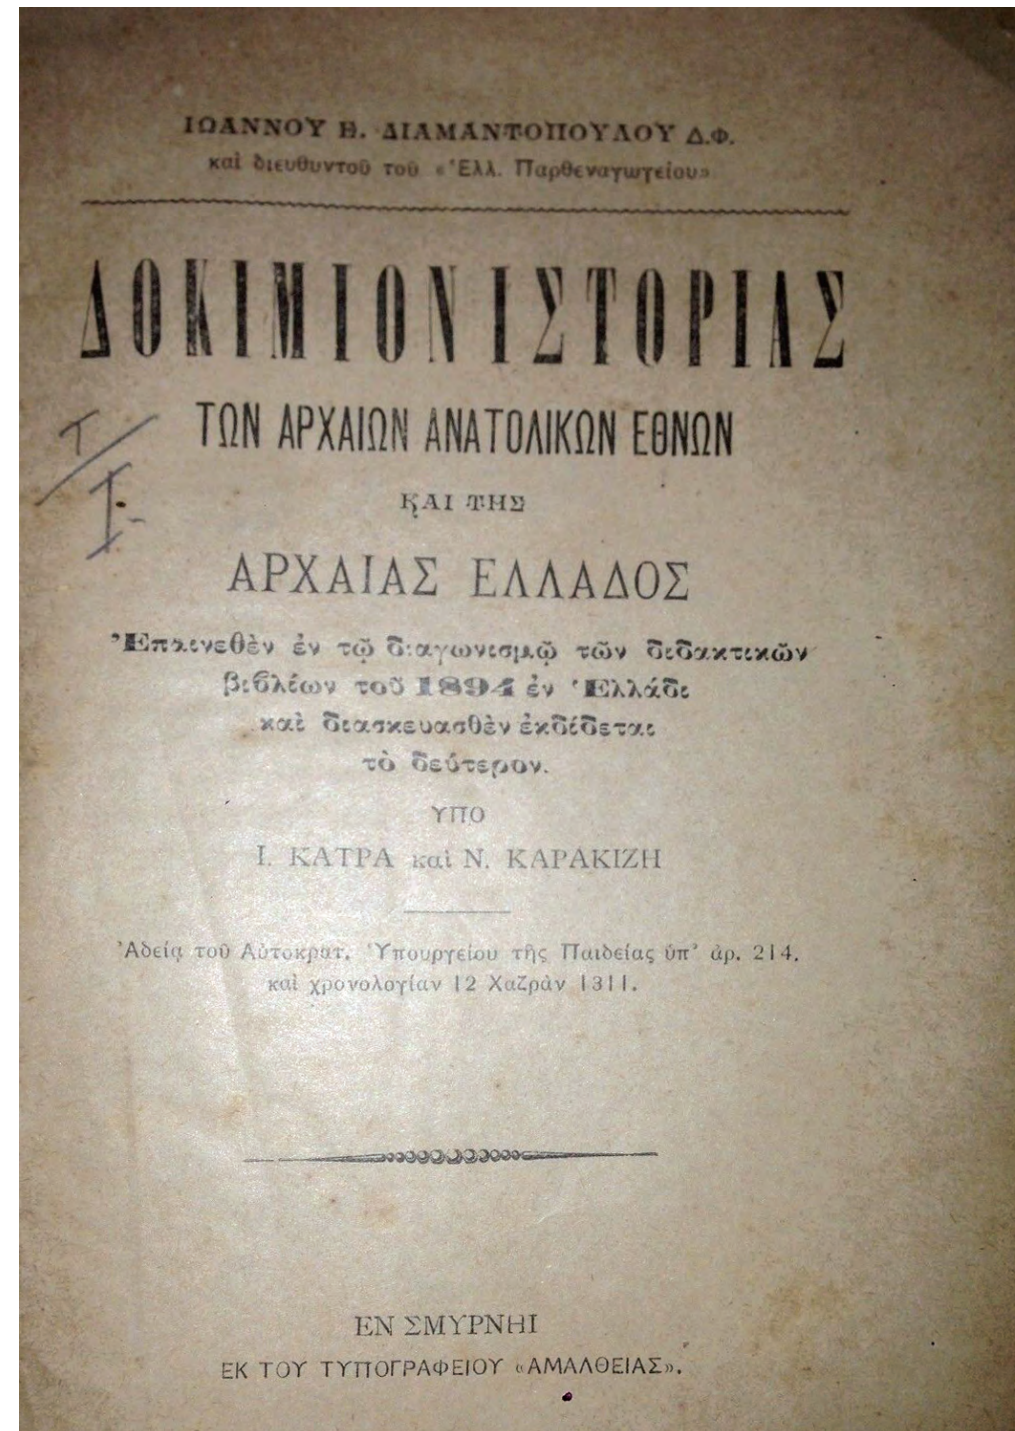 ΙΩΑΝΝΟΥ Β. ΔΙΑΜΑΝΤΟΠΟΥΛΟΥ Δ.Φ.
καὶ διευθυντοῦ τοῦ «Ἑλλ. Παρθεναγωγείου»
ΔΟΚΙΜΙΟΝ ΙΣΤΟΡΙΑΣ
ΤΩΝ ΑΡΧΑΙΩΝ ΑΝΑΤΟΛΙΚΩΝ ΕΘΝΩΝ
ΚΑΙ ΤΗΣ
ΑΡΧΑΙΑΣ ΕΛΛΑΔΟΣ
Ἐπαινεθὲν ἐν τῷ διαγωνισμῷ τῶν διδακτικῶν
βιβλίων τοῦ 1894 ἐν Ἑλλάδι
καὶ διασκευασθὲν ἐκδίδεται
τὸ δεύτερον.
ΥΠΟ
Ι. ΚΑΤΡΑ καὶ Ν. ΚΑΡΑΚΙΖΗ
Ἀδείᾳ τοῦ Αὐτοκρατ. Ὑπουργείου τῆς Παιδείας ὑπ' ἀρ. 214.
καὶ χρονολογίαν 12 Χαζρὰν 1311.
ΕΝ ΣΜΥΡΝΗΙ
ΕΚ ΤΟΥ ΤΥΠΟΓΡΑΦΕΙΟΥ «ΑΜΑΛΘΕΙΑΣ».